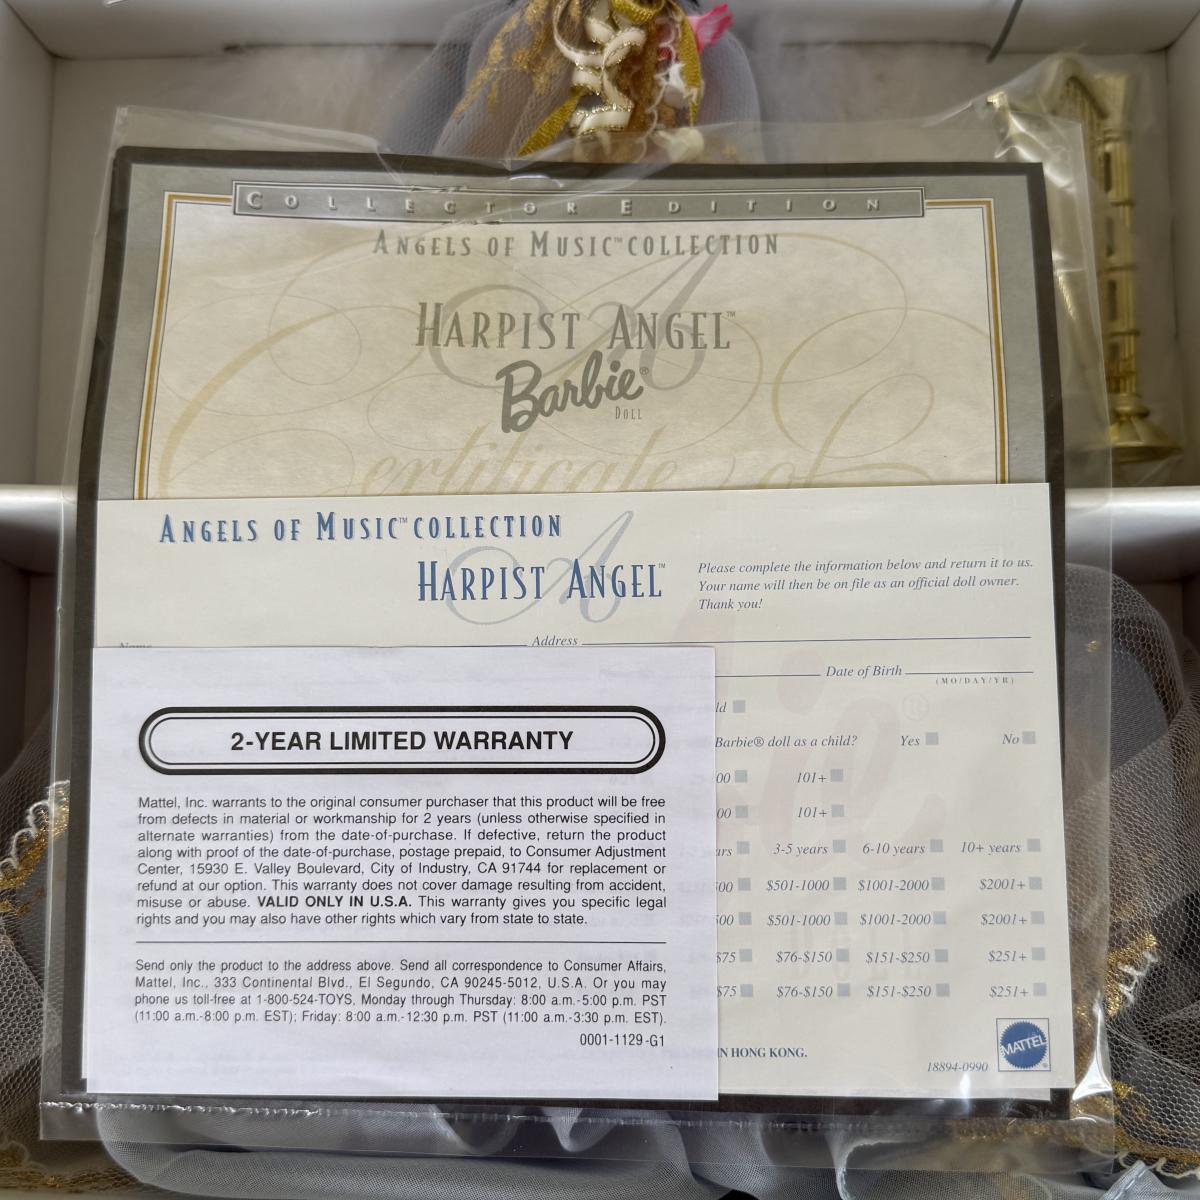 COLLECTOR EDITION
ANGELS OF MUSIC™ COLLECTION
HARPIST ANGEL™
Barbie®
DOLL
Certificate of
ANGELS OF MUSIC™ COLLECTION
HARPIST ANGEL™
Please complete the information below and return it to us.
Your name will then be on file as an official doll owner.
Thank you!
Name Address
Date of Birth
(MO/DAY/YR)
ld
Barbie® doll as a child? Yes No
00 101+
00 101+
ars 3-5 years 6-10 years 10+ years
00 $501-1000 $1001-2000 $2001+
00 $501-1000 $1001-2000 $2001+
$75 $76-$150 $151-$250 $251+
$75 $76-$150 $151-$250 $251+
IN HONG KONG.
18894-0990
MATTEL®
2-YEAR LIMITED WARRANTY
Mattel, Inc. warrants to the original consumer purchaser that this product will be free
from defects in material or workmanship for 2 years (unless otherwise specified in
alternate warranties) from the date-of-purchase. If defective, return the product
along with proof of the date-of-purchase, postage prepaid, to Consumer Adjustment
Center, 15930 E. Valley Boulevard, City of Industry, CA 91744 for replacement or
refund at our option. This warranty does not cover damage resulting from accident,
misuse or abuse. VALID ONLY IN U.S.A. This warranty gives you specific legal
rights and you may also have other rights which vary from state to state.
Send only the product to the address above. Send all correspondence to Consumer Affairs,
Mattel, Inc., 333 Continental Blvd., El Segundo, CA 90245-5012, U.S.A. Or you may
phone us toll-free at 1-800-524-TOYS, Monday through Thursday: 8:00 a.m.-5:00 p.m. PST
(11:00 a.m.-8:00 p.m. EST); Friday: 8:00 a.m.-12:30 p.m. PST (11:00 a.m.-3:30 p.m. EST).
0001-1129-G1